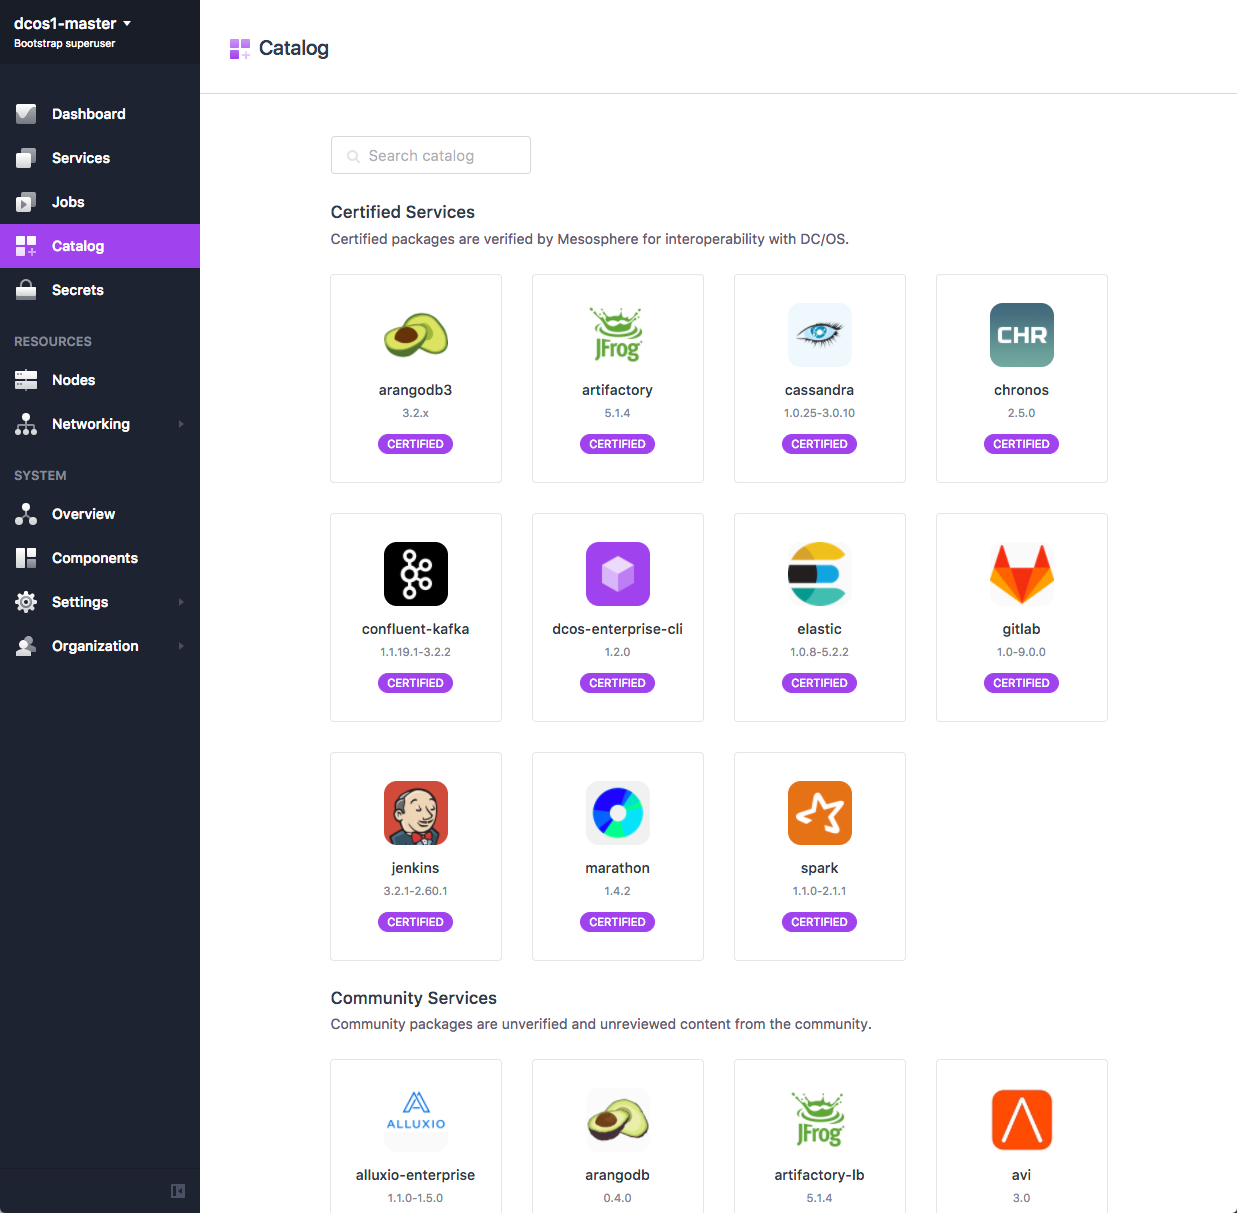 dcos1-master
Bootstrap superuser
Dashboard
Services
Jobs
Catalog
Secrets
RESOURCES
Nodes
Networking
SYSTEM
Overview
Components
Settings
Organization
Catalog
Search catalog
Certified Services
Certified packages are verified by Mesosphere for interoperability with DC/OS.
JFrog
CHR
arangodb3
artifactory
cassandra
chronos
3.2.x
5.1.4
1.0.25-3.0.10
2.5.0
CERTIFIED
CERTIFIED
CERTIFIED
CERTIFIED
confluent-kafka
dcos-enterprise-cli
elastic
gitlab
1.1.19.1-3.2.2
1.2.0
1.0.8-5.2.2
1.0-9.0.0
CERTIFIED
CERTIFIED
CERTIFIED
CERTIFIED
jenkins
marathon
spark
3.2.1-2.60.1
1.4.2
1.1.0-2.1.1
CERTIFIED
CERTIFIED
CERTIFIED
Community Services
Community packages are unverified and unreviewed content from the community.
ALLUXIO
JFrog
alluxio-enterprise
arangodb
artifactory-lb
avi
1.1.0-1.5.0
0.4.0
5.1.4
3.0